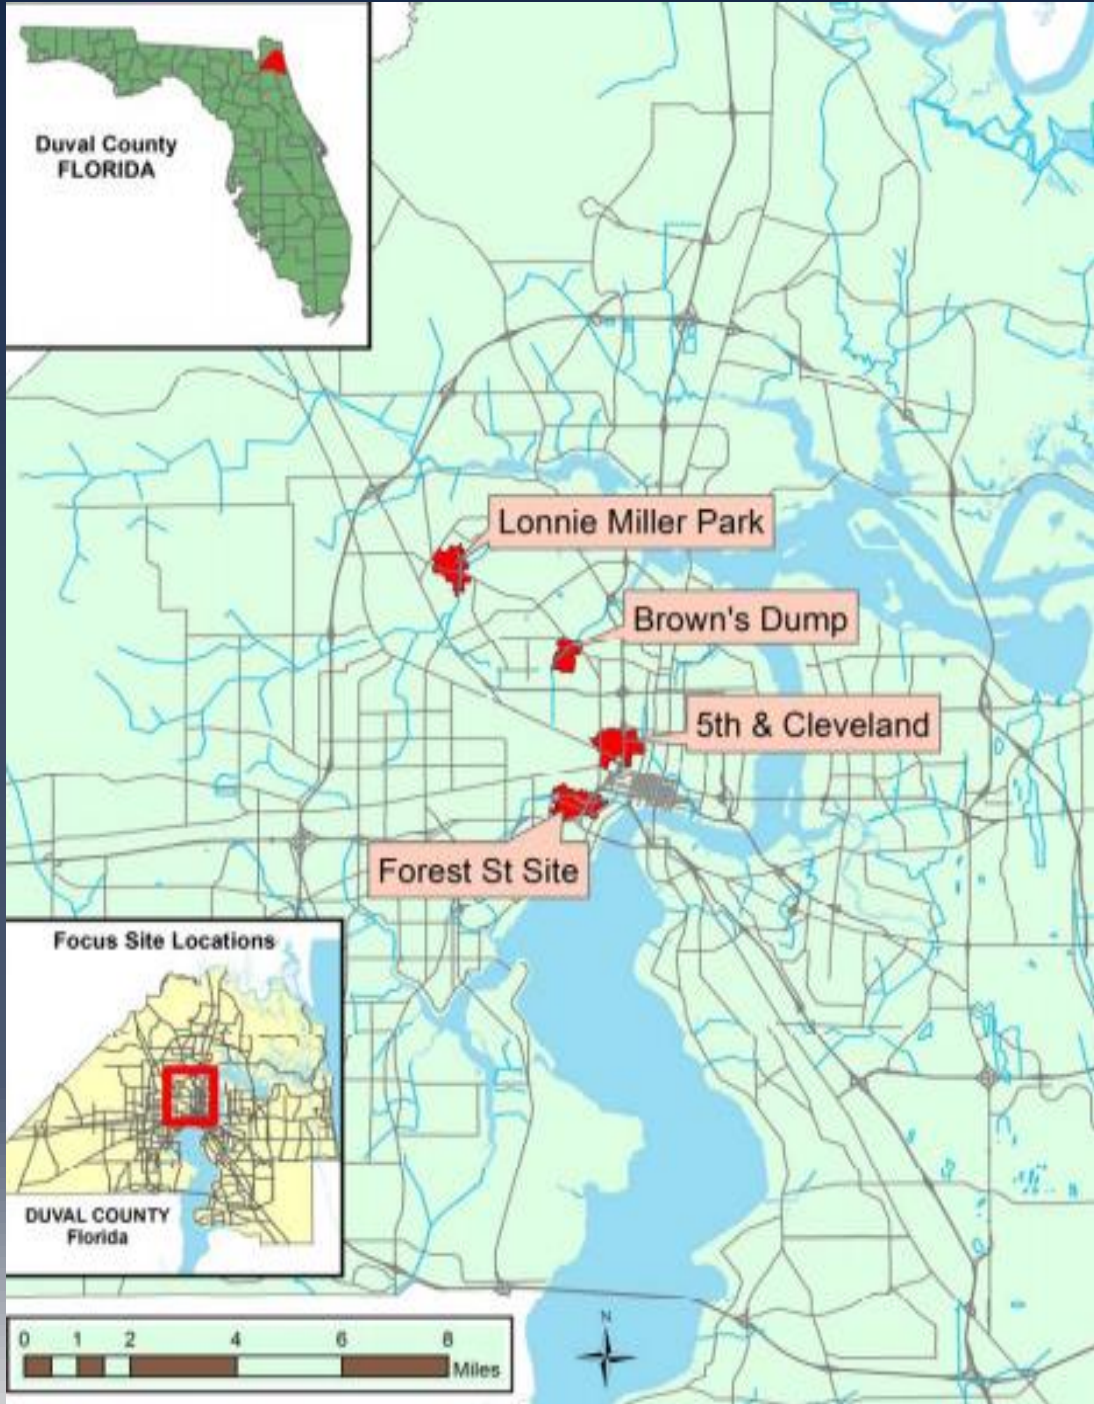 Duval County
FLORIDA
Lonnie Miller Park
Brown's Dump
5th & Cleveland
Forest St Site
Focus Site Locations
DUVAL COUNTY
Florida
0 1 2 4 6 8
Miles
N